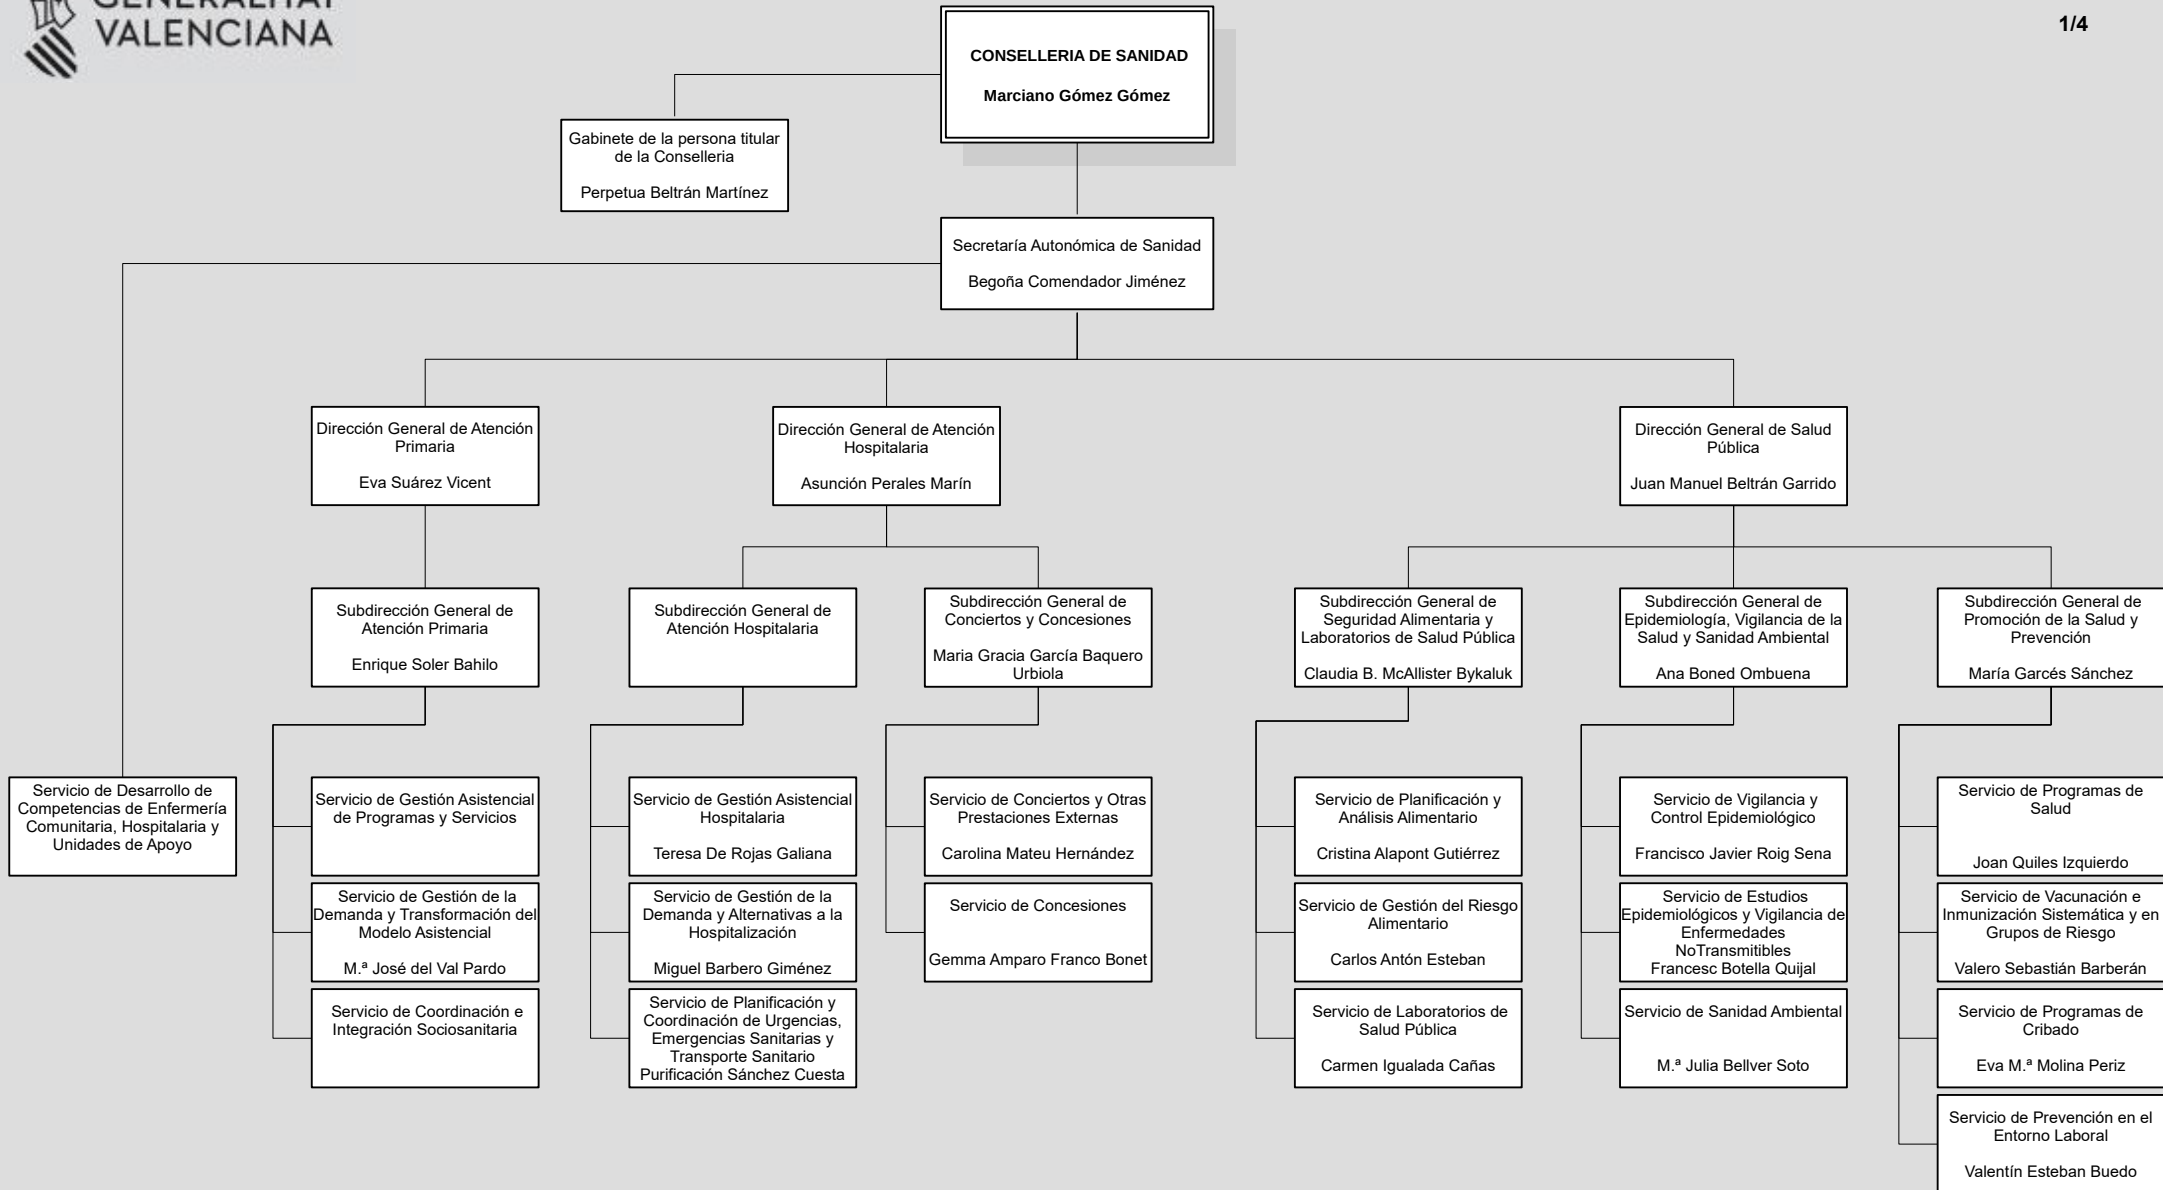 GENERALITAT
VALENCIANA
1/4
CONSELLERIA DE SANIDAD
Marciano Gómez Gómez
Gabinete de la persona titular
de la Conselleria
Perpetua Beltrán Martínez
Secretaría Autonómica de Sanidad
Begoña Comendador Jiménez
Dirección General de Atención
Primaria
Eva Suárez Vicent
Dirección General de Atención
Hospitalaria
Asunción Perales Marín
Dirección General de Salud
Pública
Juan Manuel Beltrán Garrido
Subdirección General de
Atención Primaria
Enrique Soler Bahilo
Subdirección General de
Atención Hospitalaria
Subdirección General de
Conciertos y Concesiones
Maria Gracia García Baquero
Urbiola
Subdirección General de
Seguridad Alimentaria y
Laboratorios de Salud Pública
Claudia B. McAllister Bykaluk
Subdirección General de
Epidemiología, Vigilancia de la
Salud y Sanidad Ambiental
Ana Boned Ombuena
Subdirección General de
Promoción de la Salud y
Prevención
María Garcés Sánchez
Servicio de Desarrollo de
Competencias de Enfermería
Comunitaria, Hospitalaria y
Unidades de Apoyo
Servicio de Gestión Asistencial
de Programas y Servicios
Servicio de Gestión Asistencial
Hospitalaria
Teresa De Rojas Galiana
Servicio de Conciertos y Otras
Prestaciones Externas
Carolina Mateu Hernández
Servicio de Planificación y
Análisis Alimentario
Cristina Alapont Gutiérrez
Servicio de Vigilancia y
Control Epidemiológico
Francisco Javier Roig Sena
Servicio de Programas de
Salud
Joan Quiles Izquierdo
Servicio de Gestión de la
Demanda y Transformación del
Modelo Asistencial
M.ª José del Val Pardo
Servicio de Gestión de la
Demanda y Alternativas a la
Hospitalización
Miguel Barbero Giménez
Servicio de Concesiones
Gemma Amparo Franco Bonet
Servicio de Gestión del Riesgo
Alimentario
Carlos Antón Esteban
Servicio de Estudios
Epidemiológicos y Vigilancia de
Enfermedades
NoTransmitibles
Francesc Botella Quijal
Servicio de Vacunación e
Inmunización Sistemática y en
Grupos de Riesgo
Valero Sebastián Barberán
Servicio de Coordinación e
Integración Sociosanitaria
Servicio de Planificación y
Coordinación de Urgencias,
Emergencias Sanitarias y
Transporte Sanitario
Purificación Sánchez Cuesta
Servicio de Laboratorios de
Salud Pública
Carmen Igualada Cañas
Servicio de Sanidad Ambiental
M.ª Julia Bellver Soto
Servicio de Programas de
Cribado
Eva M.ª Molina Periz
Servicio de Prevención en el
Entorno Laboral
Valentín Esteban Buedo